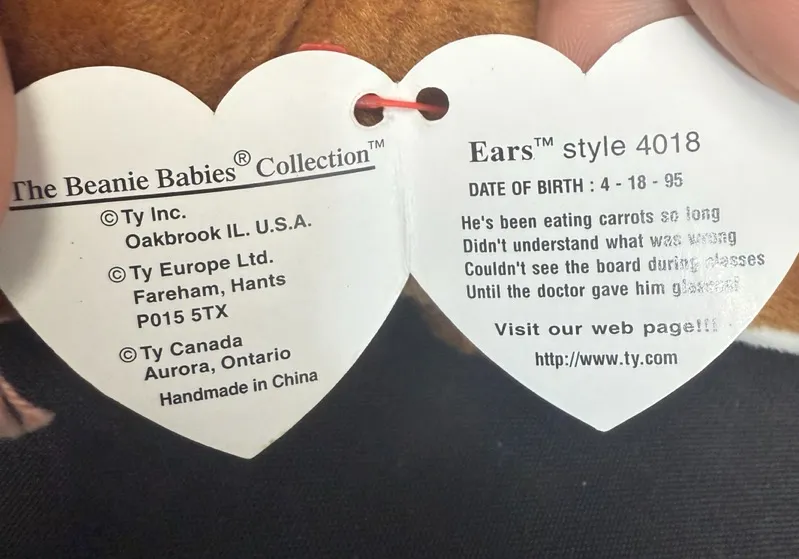 The Beanie Babies® Collection™
©Ty Inc.
Oakbrook IL. U.S.A.
©Ty Europe Ltd.
Fareham, Hants
P015 5TX
©Ty Canada
Aurora, Ontario
Handmade in China
Ears™ style 4018
DATE OF BIRTH : 4 - 18 - 95
He's been eating carrots so long
Didn't understand what was wrong
Couldn't see the board during classes
Until the doctor gave him glasses!
Visit our web page!!!
http://www.ty.com